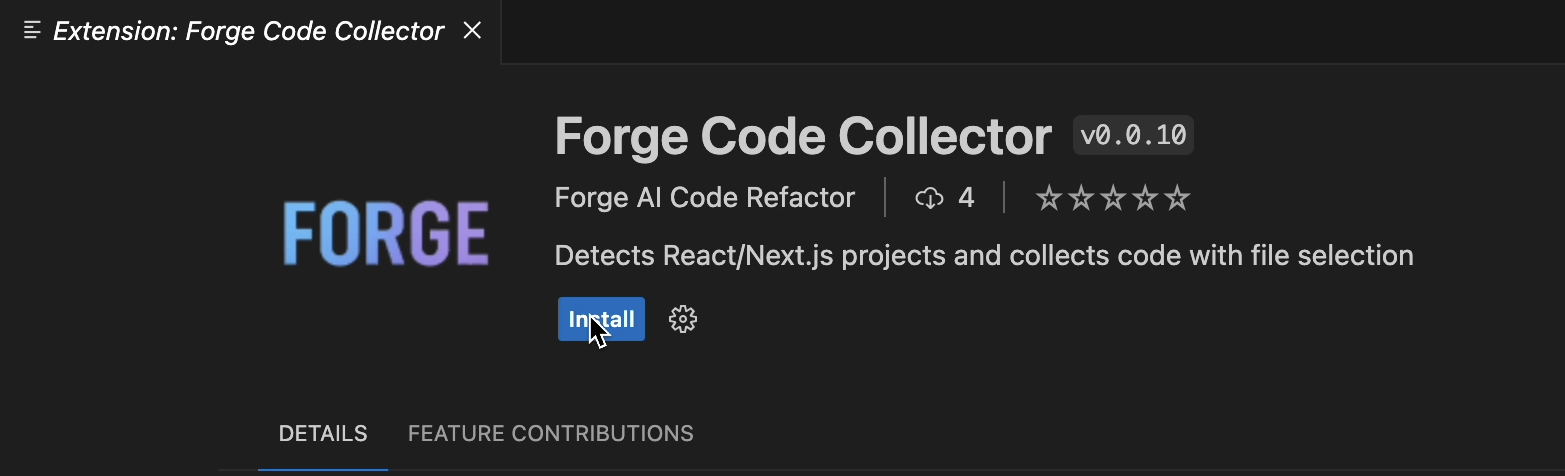 Extension: Forge Code Collector
FORGE
Forge Code Collector v0.0.10
Forge AI Code Refactor 4
Detects React/Next.js projects and collects code with file selection
Install
DETAILS FEATURE CONTRIBUTIONS